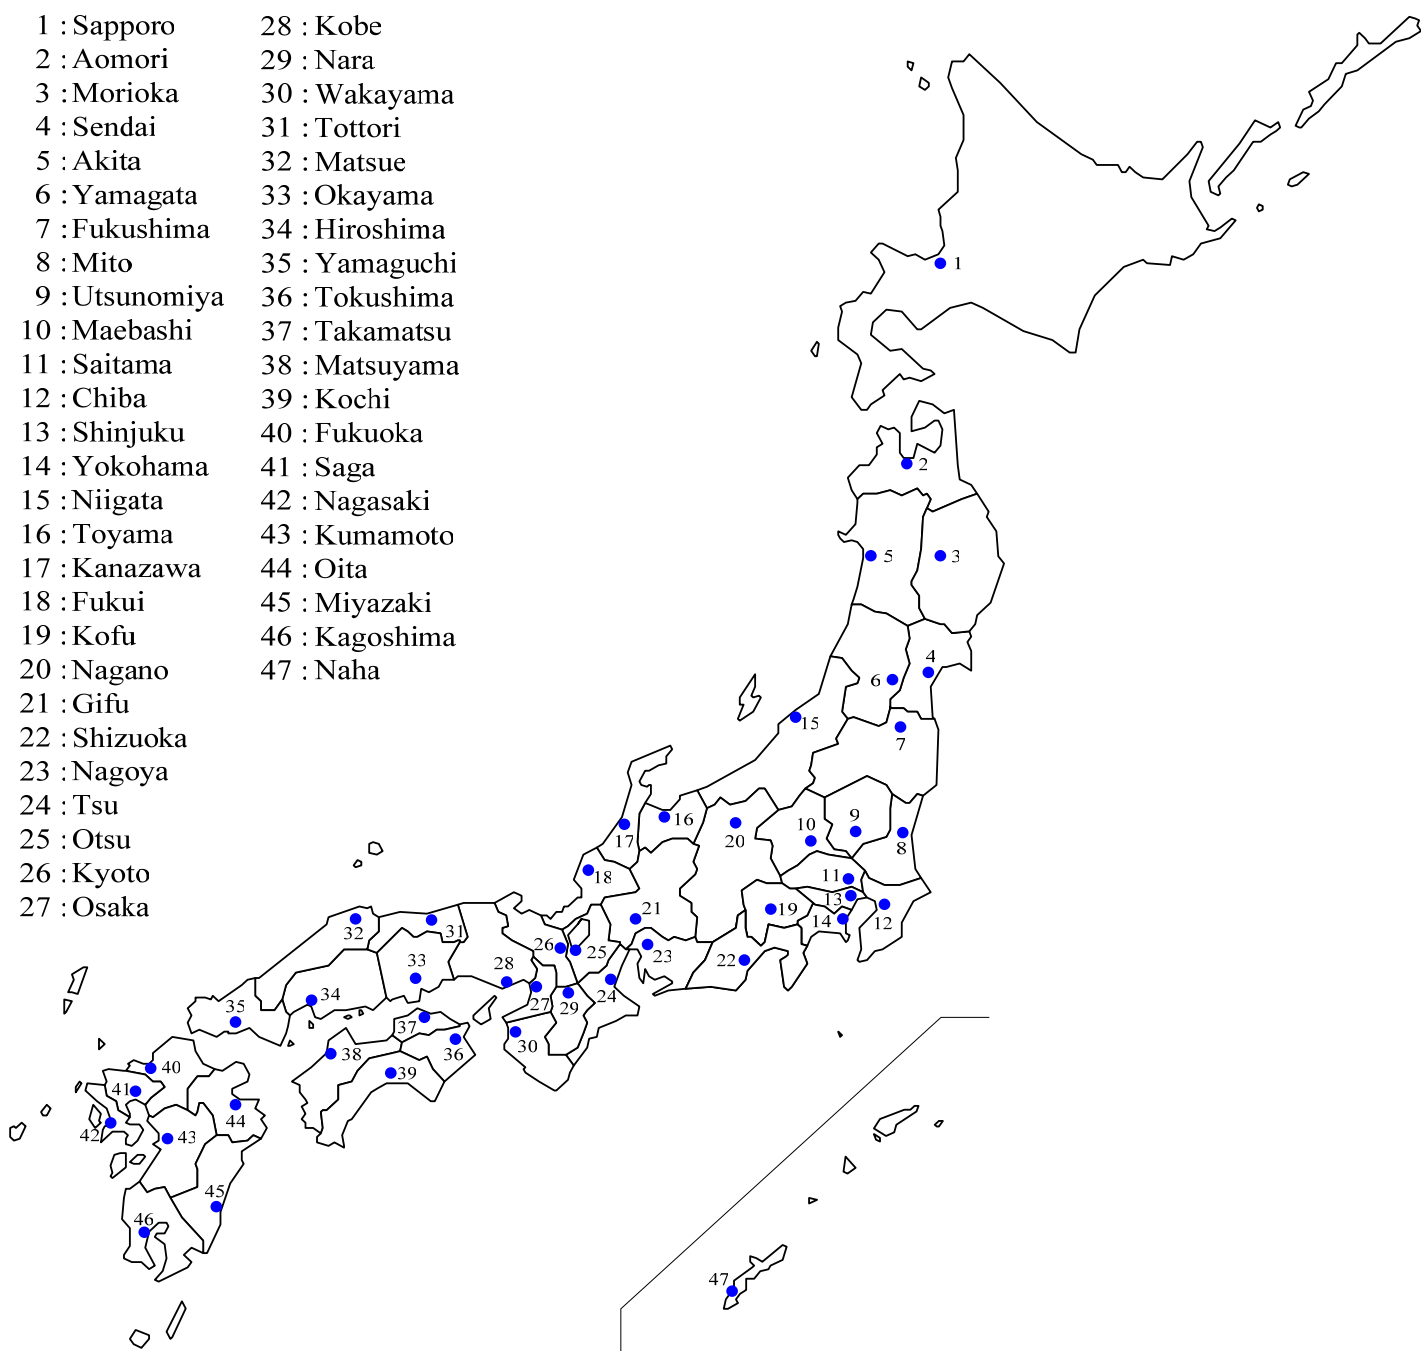 1 : Sapporo
2 : Aomori
3 : Morioka
4 : Sendai
5 : Akita
6 : Yamagata
7 : Fukushima
8 : Mito
9 : Utsunomiya
10 : Maebashi
11 : Saitama
12 : Chiba
13 : Shinjuku
14 : Yokohama
15 : Niigata
16 : Toyama
17 : Kanazawa
18 : Fukui
19 : Kofu
20 : Nagano
21 : Gifu
22 : Shizuoka
23 : Nagoya
24 : Tsu
25 : Otsu
26 : Kyoto
27 : Osaka
28 : Kobe
29 : Nara
30 : Wakayama
31 : Tottori
32 : Matsue
33 : Okayama
34 : Hiroshima
35 : Yamaguchi
36 : Tokushima
37 : Takamatsu
38 : Matsuyama
39 : Kochi
40 : Fukuoka
41 : Saga
42 : Nagasaki
43 : Kumamoto
44 : Oita
45 : Miyazaki
46 : Kagoshima
47 : Naha
1
2
5
3
4
6
15
7
16
17
20
10
9
8
18
11
13
19
14
12
21
32
31
26
25
23
22
33
28
27
29
24
34
35
37
30
38
36
39
40
41
44
42
43
45
46
47